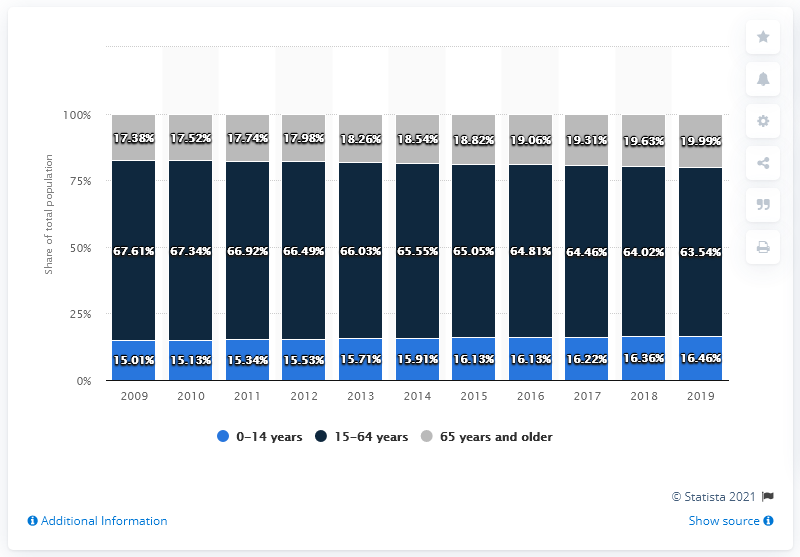 100%
75%
50%
25%
0%
Share of total population
17.38% 17.52% 17.74% 17.98% 18.26% 18.54% 18.82% 19.06% 19.31% 19.63% 19.99%
67.61% 67.34% 66.92% 66.49% 66.03% 65.55% 65.05% 64.81% 64.46% 64.02% 63.54%
15.01% 15.13% 15.34% 15.53% 15.71% 15.91% 16.13% 16.13% 16.22% 16.36% 16.46%
2009 2010 2011 2012 2013 2014 2015 2016 2017 2018 2019
0-14 years 15-64 years 65 years and older
© Statista 2021
Additional Information
Show source